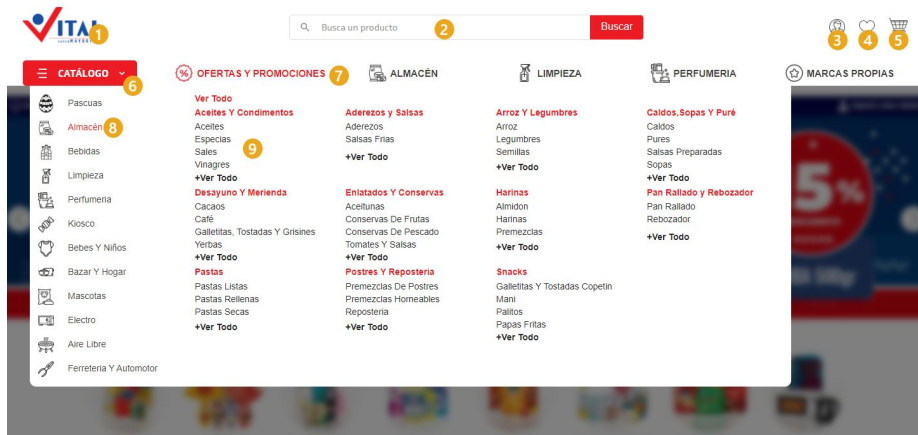 VITAL
1
Busca un producto
2
Buscar
3
4
5
CATÁLOGO
6
OFERTAS Y PROMOCIONES
7
ALMACÉN
LIMPIEZA
PERFUMERIA
MARCAS PROPIAS
Pascuas
Almacén
8
Bebidas
Limpieza
Perfumeria
Kiosco
Bebes Y Niños
Bazar Y Hogar
Mascotas
Electro
Aire Libre
Ferreteria Y Automotor
Ver Todo
Aceites Y Condimentos
Aceites
Especias
Sales
9
Vinagres
+Ver Todo
Aderezos y Salsas
Aderezos
Salsas Frias
+Ver Todo
Arroz Y Legumbres
Arroz
Legumbres
Semillas
+Ver Todo
Caldos,Sopas Y Puré
Caldos
Pures
Salsas Preparadas
Sopas
+Ver Todo
Desayuno Y Merienda
Cacaos
Café
Galletitas, Tostadas Y Grisines
Yerbas
+Ver Todo
Enlatados Y Conservas
Aceitunas
Conservas De Frutas
Conservas De Pescado
Tomates Y Salsas
+Ver Todo
Harinas
Almidon
Harinas
Premezclas
+Ver Todo
Pan Rallado y Rebozador
Pan Rallado
Rebozador
+Ver Todo
Pastas
Pastas Listas
Pastas Rellenas
Pastas Secas
+Ver Todo
Postres Y Reposteria
Premezclas De Postres
Premezclas Horneables
Reposteria
+Ver Todo
Snacks
Galletitas Y Tostadas Copetin
Mani
Palitos
Papas Fritas
+Ver Todo
5%